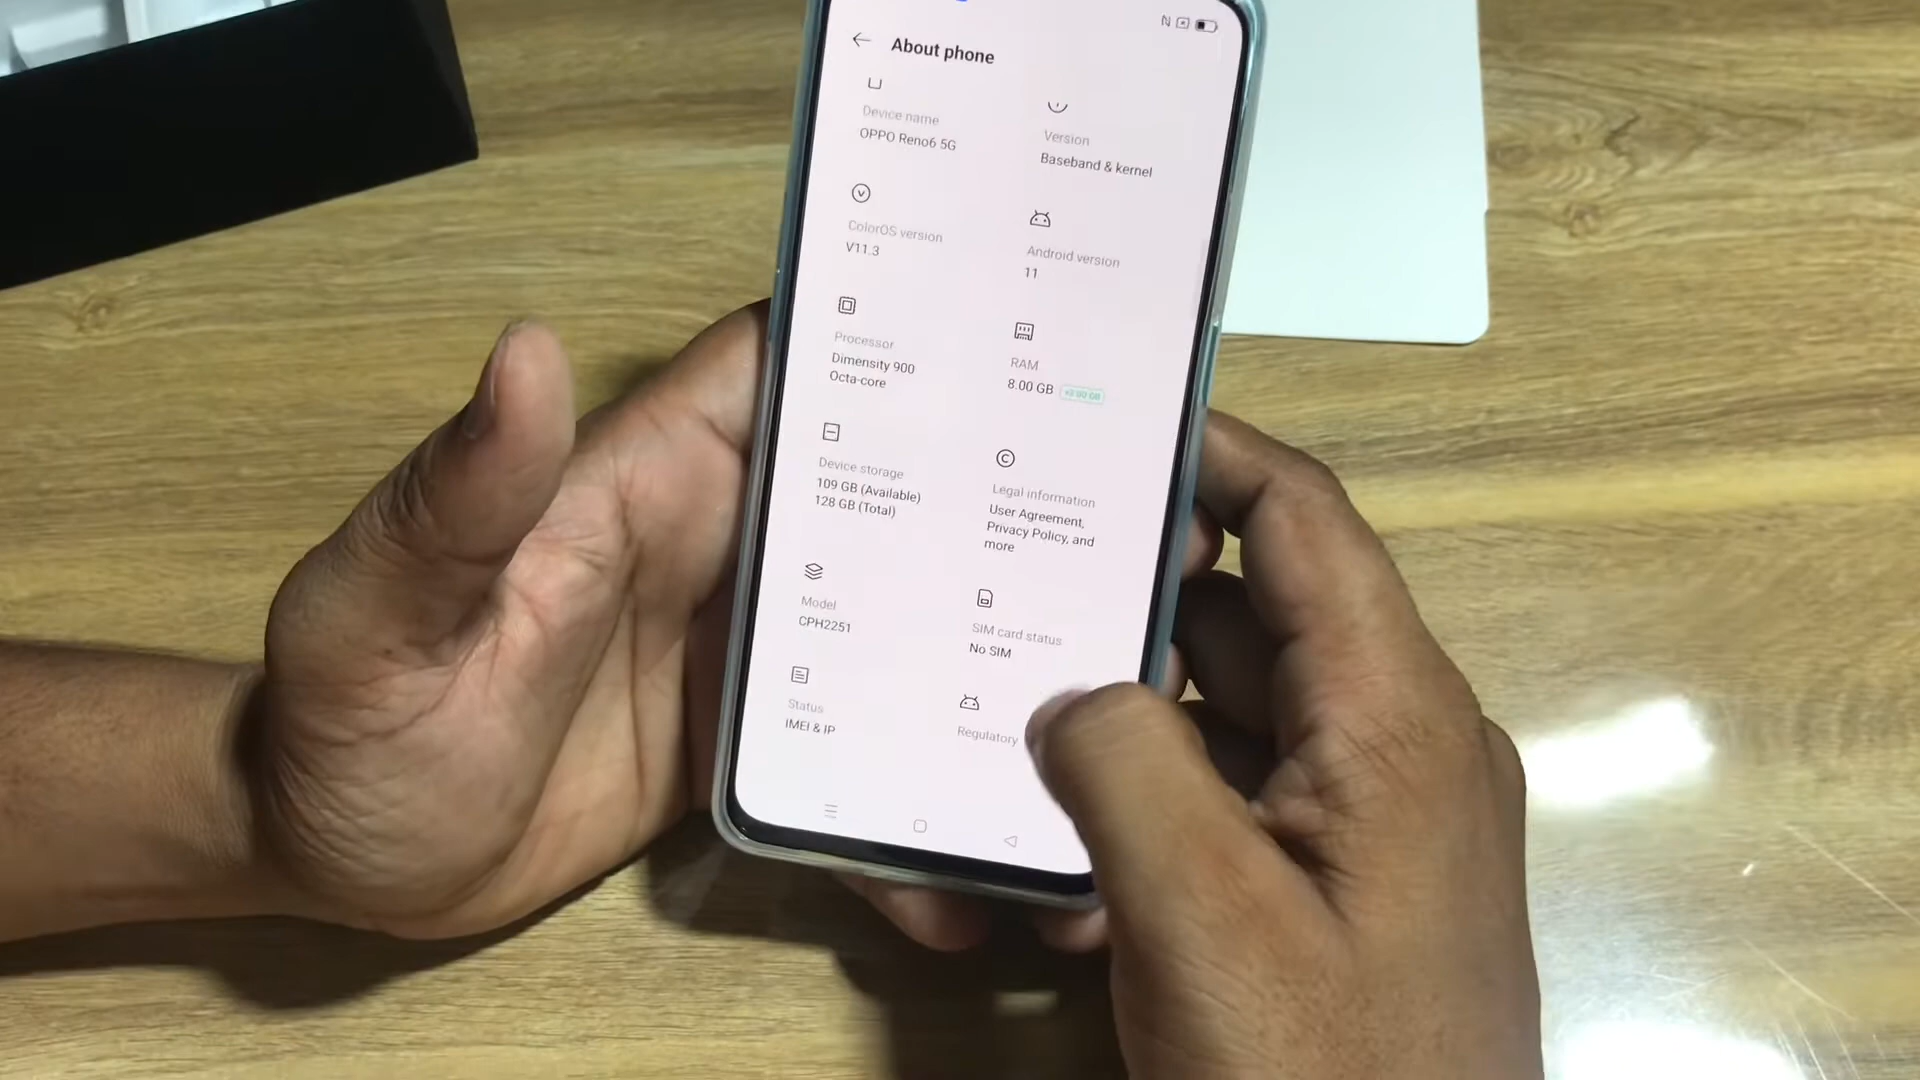 About phone
Device name
OPPO Reno6 5G
Version
Baseband & kernel
ColorOS version
V11.3
Android version
11
Processor
Dimensity 900
Octa-core
RAM
8.00 GB
Device storage
109 GB (Available)
128 GB (Total)
Legal information
User Agreement,
Privacy Policy, and
more
Model
CPH2251
SIM card status
No SIM
Status
IMEI & IP
Regulatory